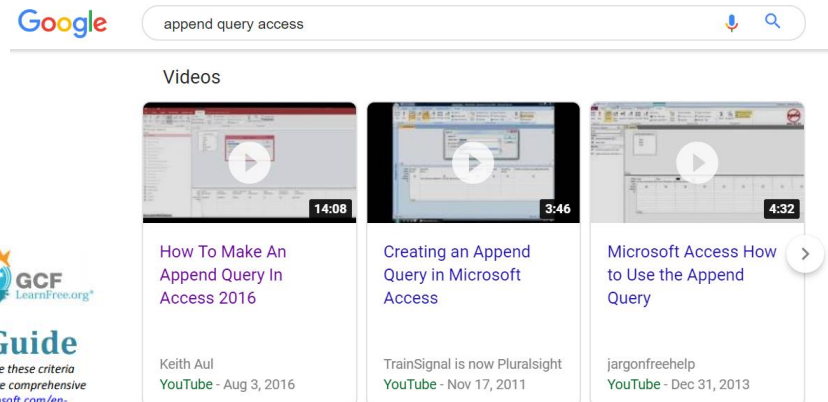 Google
append query access
Videos
14:08
3:46
4:32
How To Make An
Append Query In
Access 2016
Creating an Append
Query in Microsoft
Access
Microsoft Access How
to Use the Append
Query
Keith Aul
YouTube - Aug 3, 2016
TrainSignal is now Pluralsight
YouTube - Nov 17, 2011
jargonfreehelp
YouTube - Dec 31, 2013
GCF
LearnFree.org®
Guide
e these criteria
e comprehensive
soft.com/en-